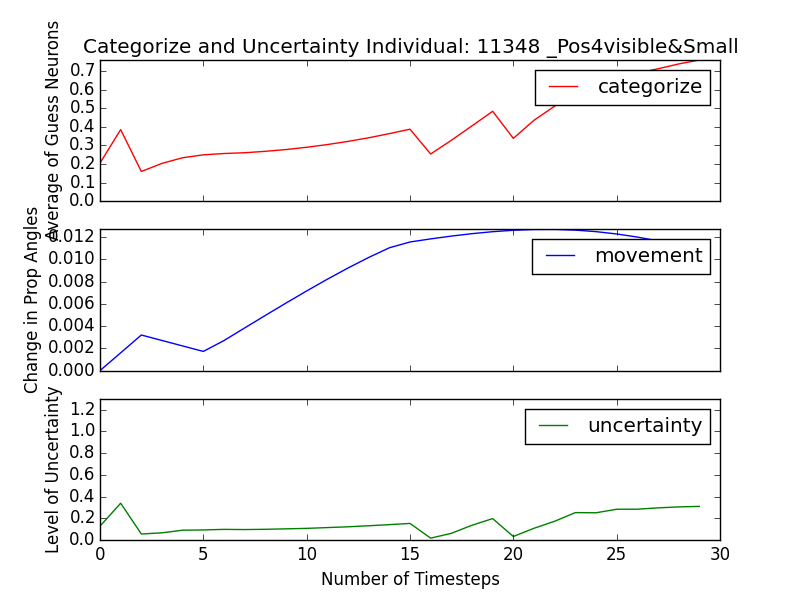 Categorize and Uncertainty Individual: 11348 _Pos4visible&Small
Average of Guess Neurons
0.7
0.6
0.5
0.4
0.3
0.2
0.1
0.0
categorize
Change in Prop Angles
0.012
0.010
0.008
0.006
0.004
0.002
0.000
movement
Level of Uncertainty
1.2
1.0
0.8
0.6
0.4
0.2
0.0
uncertainty
0 5 10 15 20 25 30
Number of Timesteps